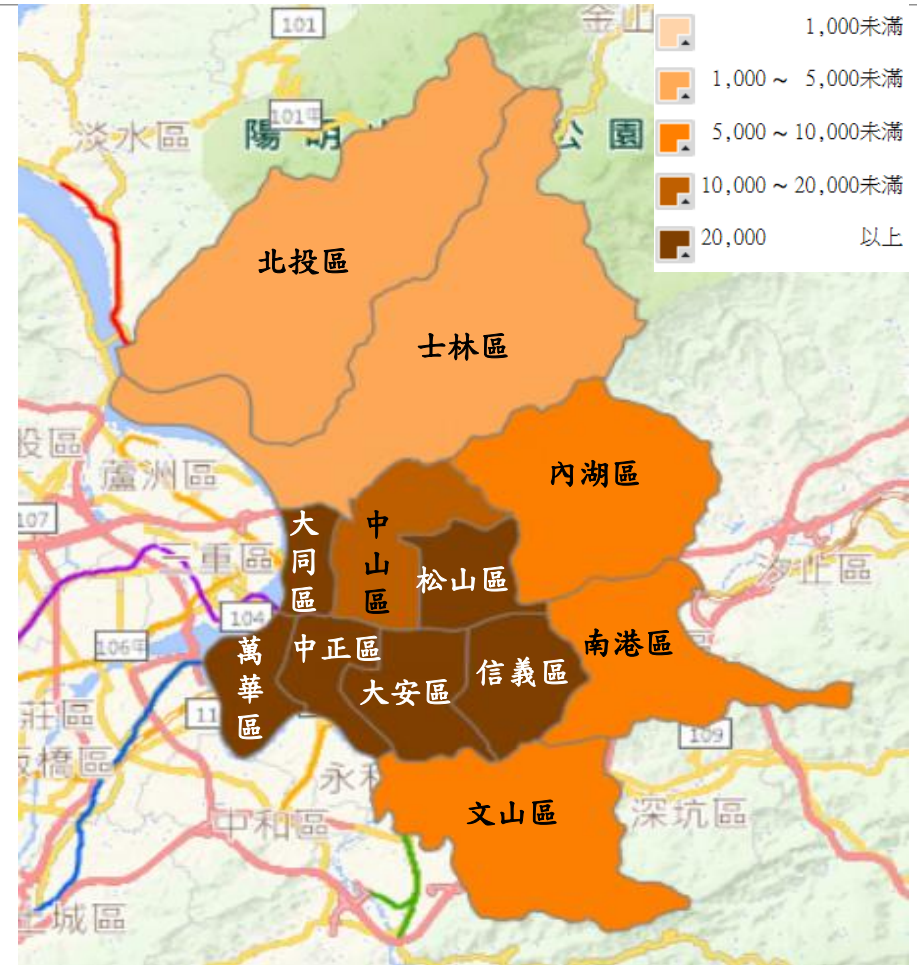 101
金山
1,000未滿
1,000～ 5,000未滿
5,000～10,000未滿
10,000～20,000未滿
20,000 以上
101甲
淡水區
陽明
公園
北投區
士林區
內湖區
股區
蘆洲區
107
大同區
中山區
松山區
三重區
汐止區
104
106甲
萬華區
中正區
大安區
信義區
南港區
莊區
11
109
板橋區
永和
中和區
文山區
深坑區
土城區